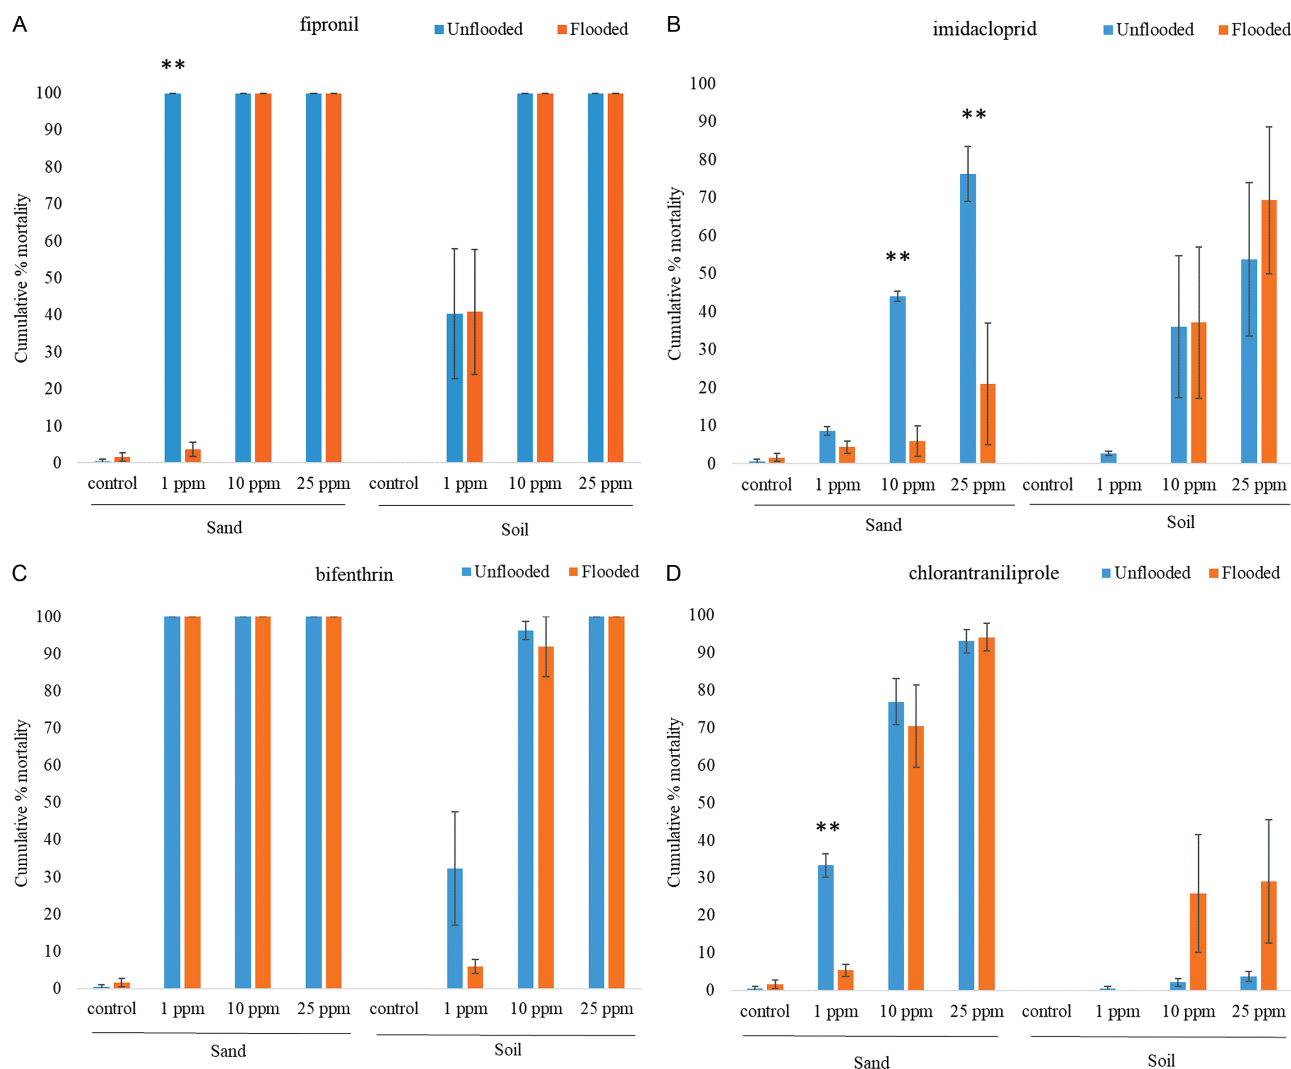 A
fipronil
Unflooded Flooded
**
Cumulative % mortality
100
90
80
70
60
50
40
30
20
10
0
control 1 ppm 10 ppm 25 ppm control 1 ppm 10 ppm 25 ppm
Sand Soil
B
imidacloprid
Unflooded Flooded
**
**
Cumulative % mortality
100
90
80
70
60
50
40
30
20
10
0
control 1 ppm 10 ppm 25 ppm control 1 ppm 10 ppm 25 ppm
Sand Soil
C
bifenthrin
Unflooded Flooded
Cumulative % mortality
100
90
80
70
60
50
40
30
20
10
0
control 1 ppm 10 ppm 25 ppm control 1 ppm 10 ppm 25 ppm
Sand Soil
D
chlorantraniliprole
Unflooded Flooded
**
Cumulative % mortality
100
90
80
70
60
50
40
30
20
10
0
control 1 ppm 10 ppm 25 ppm control 1 ppm 10 ppm 25 ppm
Sand Soil